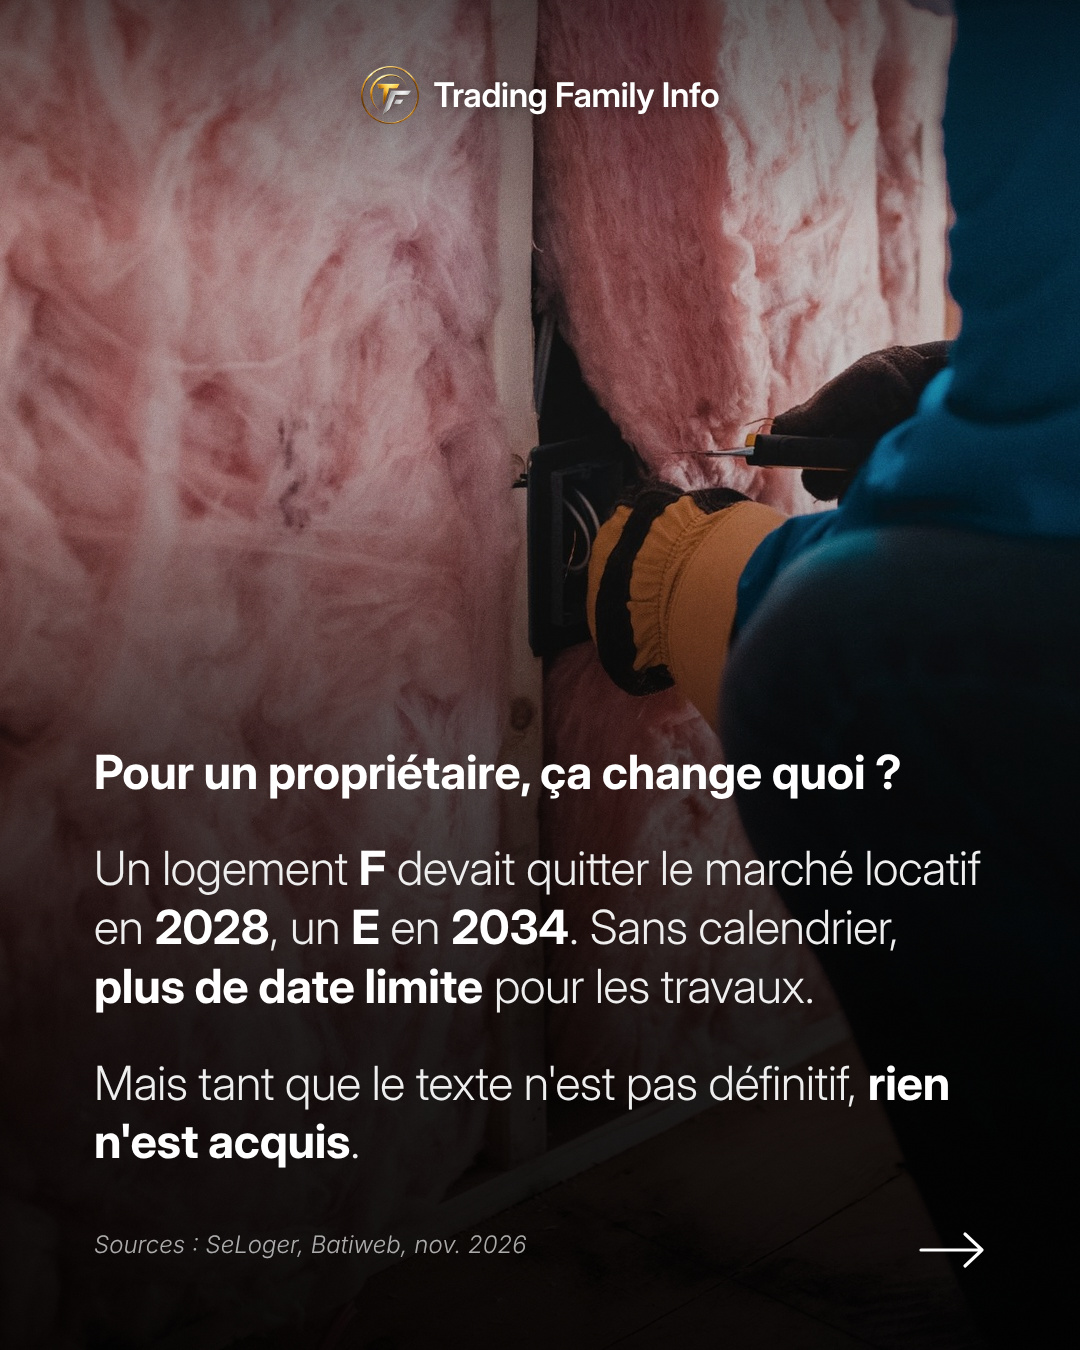 TF Trading Family Info
Pour un propriétaire, ça change quoi ?
Un logement F devait quitter le marché locatif
en 2028, un E en 2034. Sans calendrier,
plus de date limite pour les travaux.
Mais tant que le texte n'est pas définitif, rien
n'est acquis.
Sources : SeLoger, Batiweb, nov. 2026